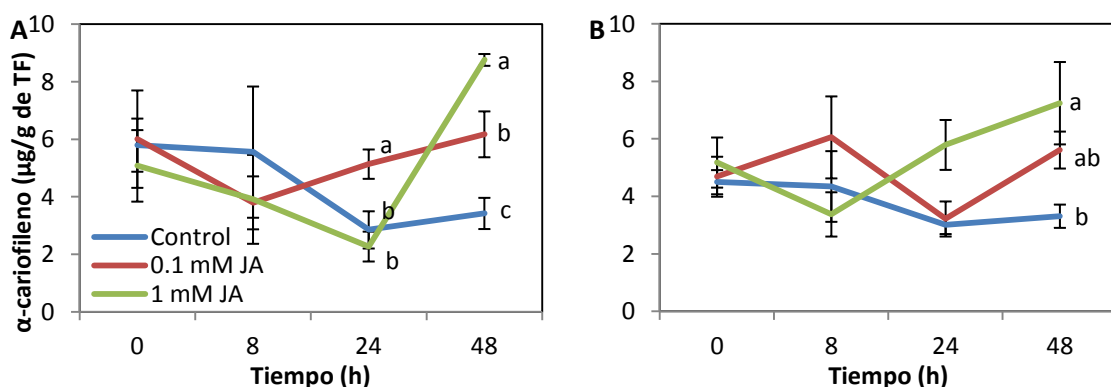 A
10
8
6
4
2
0
α-cariofileno (µg/g de TF)
a
b
c
a
b
b
Control
0.1 mM JA
1 mM JA
0 8 24 48
Tiempo (h)
B
10
8
6
4
2
0
a
ab
b
0 8 24 48
Tiempo (h)